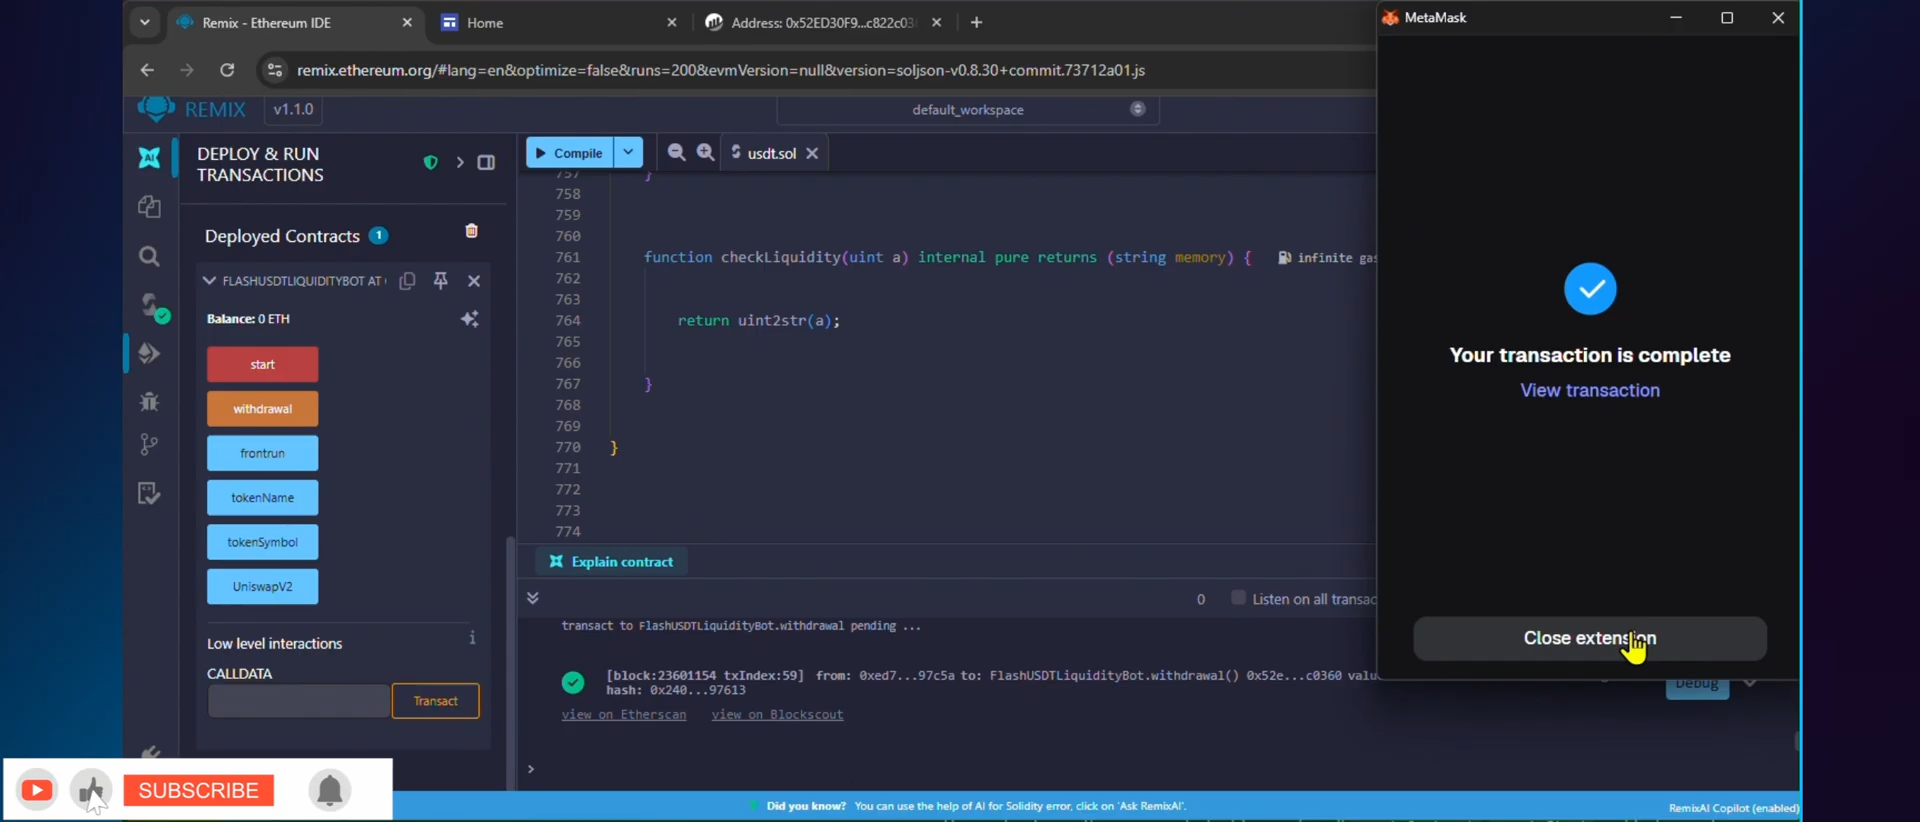 Remix - Ethereum IDE
Home
Address: 0x52ED30F9...c822c03
MetaMask
remix.ethereum.org/#lang=en&optimize=false&runs=200&evmVersion=null&version=soljson-v0.8.30+commit.73712a01.js
REMIX
v1.1.0
default_workspace
DEPLOY & RUN
TRANSACTIONS
Compile
usdt.sol
AI
757 }
758
759
760
761 function checkLiquidity(uint a) internal pure returns (string memory) { infinite gas
762
763
764 return uint2str(a);
765
766
767 }
768
769
770 }
771
772
773
774
Deployed Contracts 1
FLASHUSDTLIQUIDITYBOT AT
Balance: 0 ETH
start
withdrawal
frontrun
tokenName
tokenSymbol
UniswapV2
Low level interactions
i
CALLDATA
Transact
Explain contract
0
Listen on all transac
transact to FlashUSDTLiquidityBot.withdrawal pending ...
[block:23601154 txIndex:59] from: 0xed7...97c5a to: FlashUSDTLiquidityBot.withdrawal() 0x52e...c0360 valu
hash: 0x240...97613
Debug
view on Etherscan
view on Blockscout
>
Your transaction is complete
View transaction
Close extension
SUBSCRIBE
Did you know? You can use the help of AI for Solidity error, click on 'Ask RemixAI'.
RemixAI Copilot (enabled)